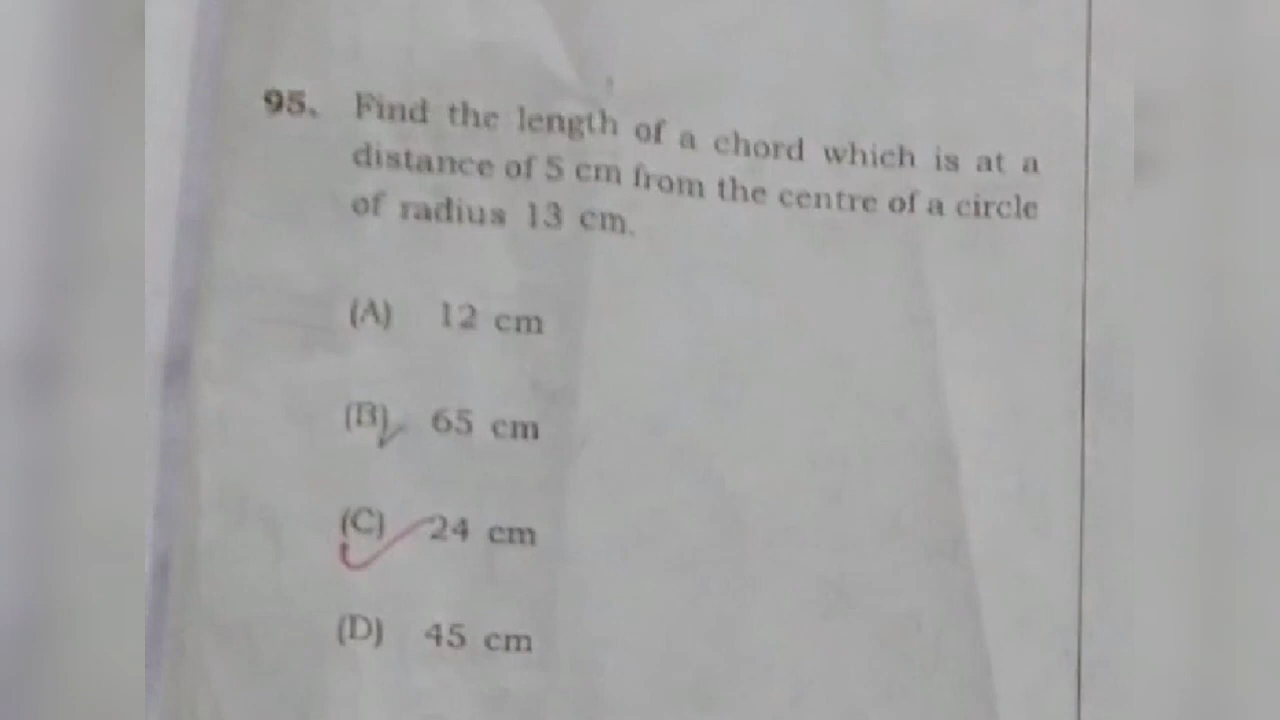 95. Find the length of a chord which is at a
distance of 5 cm from the centre of a circle
of radius 13 cm.
(A) 12 cm
(B) 65 cm
(C) 24 cm
(D) 45 cm